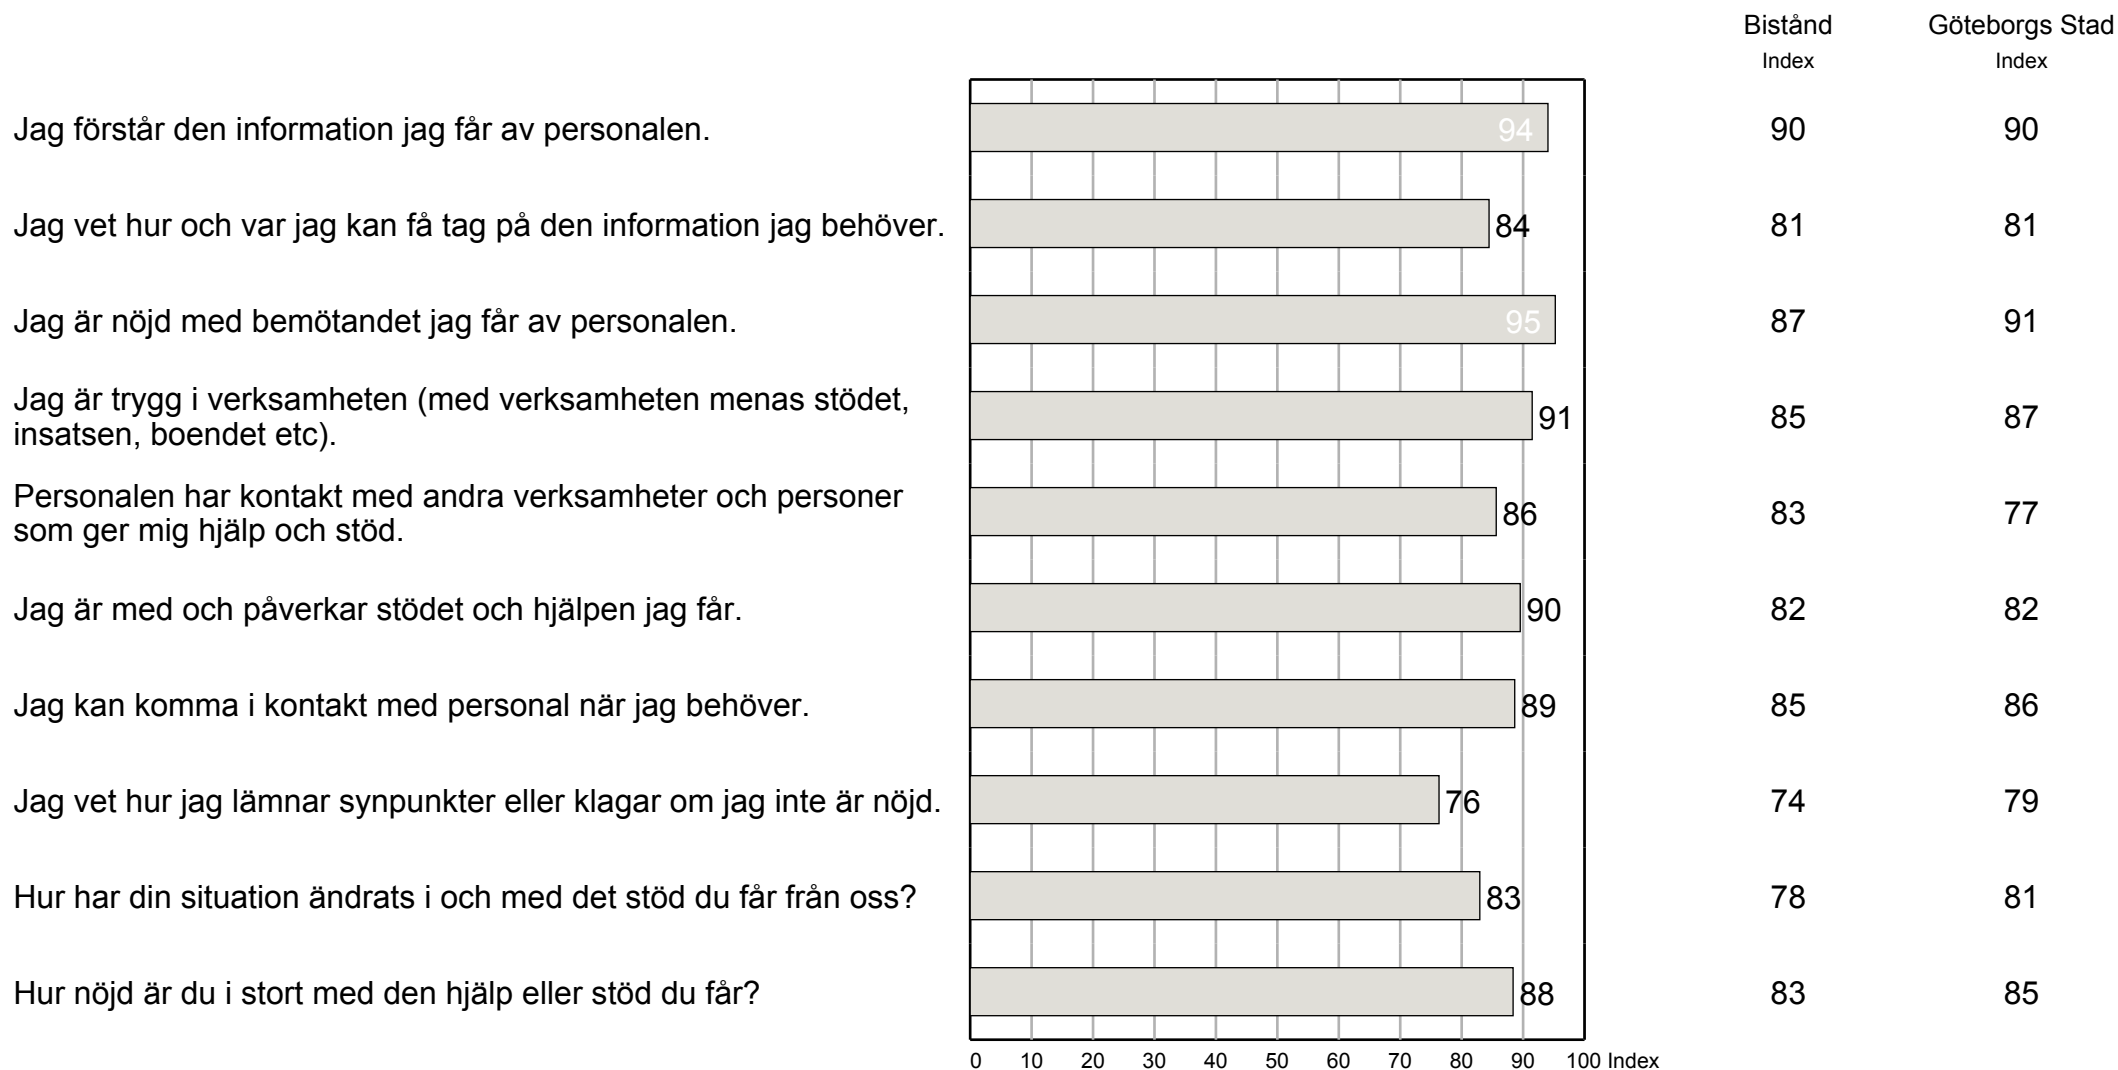 Bistånd Göteborgs Stad
Index Index
Jag förstår den information jag får av personalen. 94 90 90
Jag vet hur och var jag kan få tag på den information jag behöver. 84 81 81
Jag är nöjd med bemötandet jag får av personalen. 95 87 91
Jag är trygg i verksamheten (med verksamheten menas stödet,
insatsen, boendet etc). 91 85 87
Personalen har kontakt med andra verksamheter och personer
som ger mig hjälp och stöd. 86 83 77
Jag är med och påverkar stödet och hjälpen jag får. 90 82 82
Jag kan komma i kontakt med personal när jag behöver. 89 85 86
Jag vet hur jag lämnar synpunkter eller klagar om jag inte är nöjd. 76 74 79
Hur har din situation ändrats i och med det stöd du får från oss? 83 78 81
Hur nöjd är du i stort med den hjälp eller stöd du får? 88 83 85
0 10 20 30 40 50 60 70 80 90 100 Index